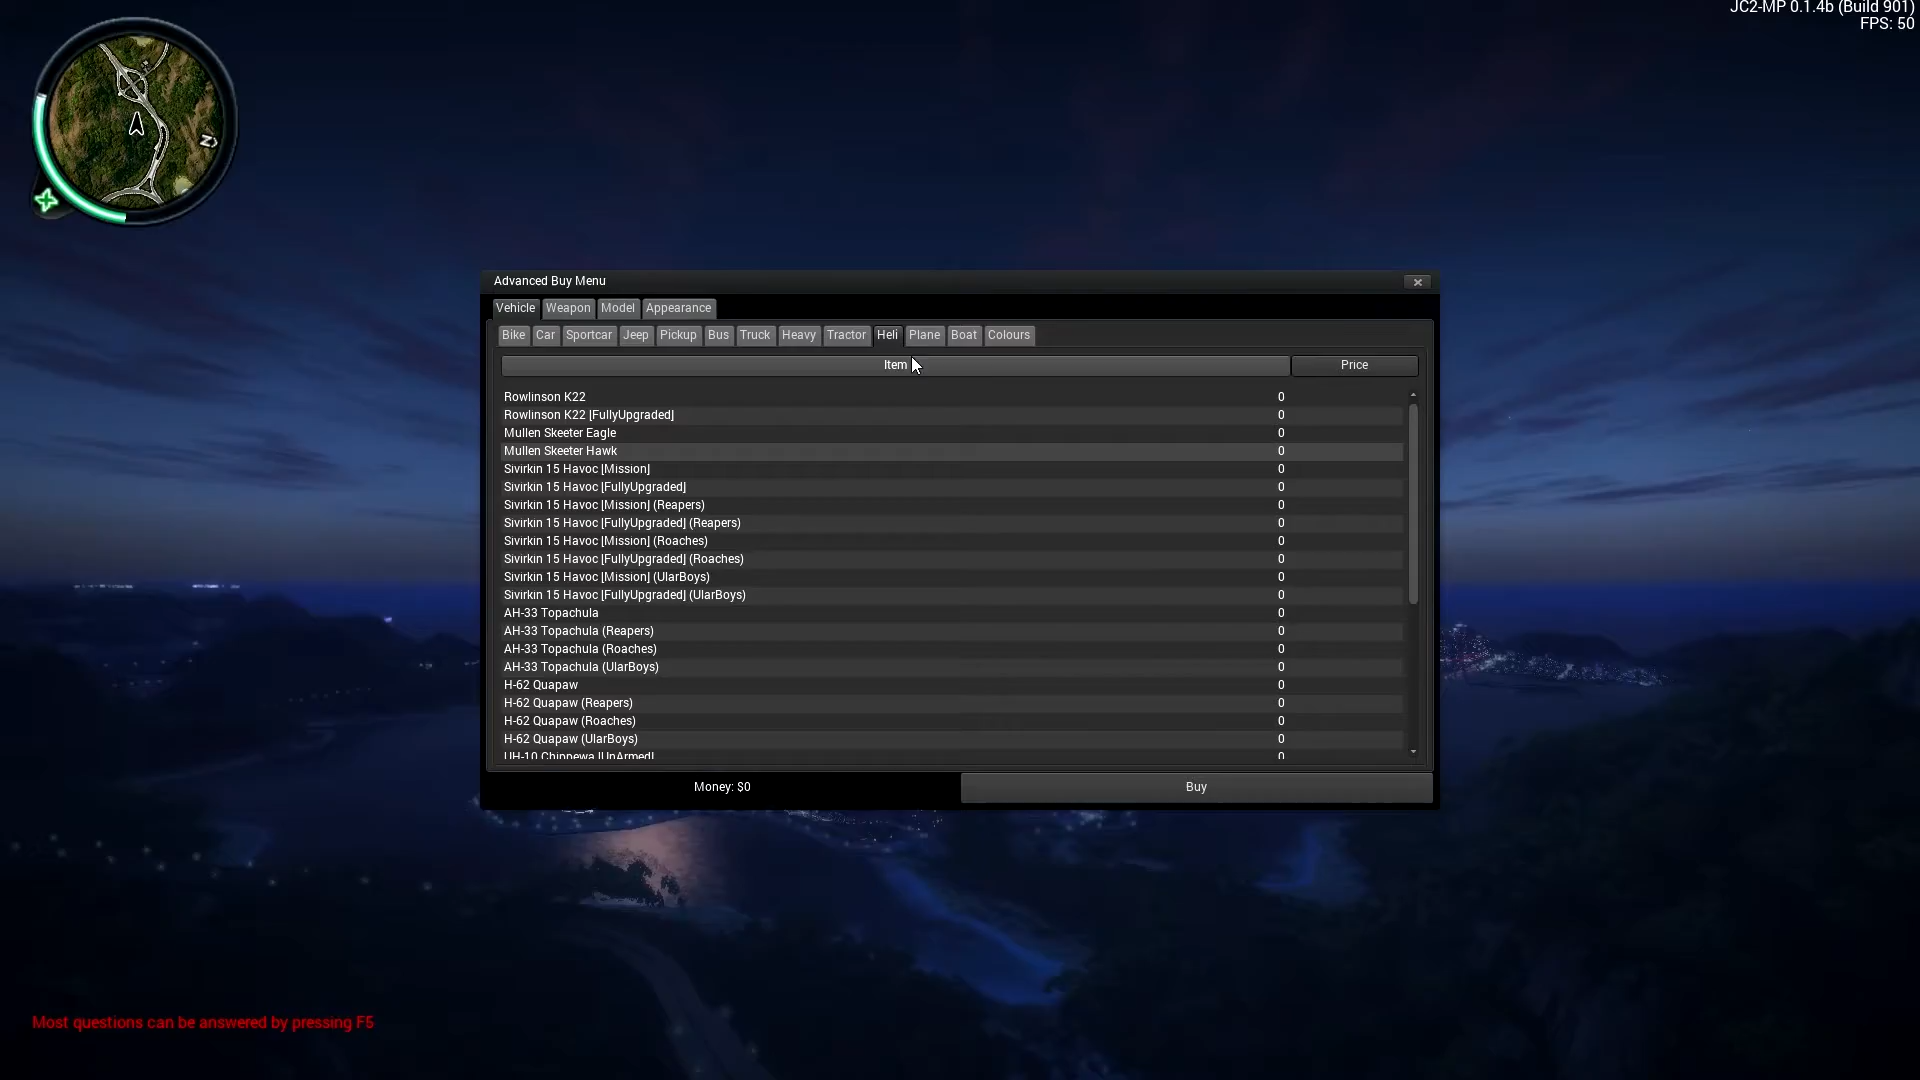 JC2-MP 0.1.4b (Build 901)
FPS: 50
Z
Advanced Buy Menu
Vehicle Weapon Model Appearance
Bike Car Sportcar Jeep Pickup Bus Truck Heavy Tractor Heli Plane Boat Colours
Item Price
Rowlinson K22 0
Rowlinson K22 [FullyUpgraded] 0
Mullen Skeeter Eagle 0
Mullen Skeeter Hawk 0
Sivirkin 15 Havoc [Mission] 0
Sivirkin 15 Havoc [FullyUpgraded] 0
Sivirkin 15 Havoc [Mission] (Reapers) 0
Sivirkin 15 Havoc [FullyUpgraded] (Reapers) 0
Sivirkin 15 Havoc [Mission] (Roaches) 0
Sivirkin 15 Havoc [FullyUpgraded] (Roaches) 0
Sivirkin 15 Havoc [Mission] (UlarBoys) 0
Sivirkin 15 Havoc [FullyUpgraded] (UlarBoys) 0
AH-33 Topachula 0
AH-33 Topachula (Reapers) 0
AH-33 Topachula (Roaches) 0
AH-33 Topachula (UlarBoys) 0
H-62 Quapaw 0
H-62 Quapaw (Reapers) 0
H-62 Quapaw (Roaches) 0
H-62 Quapaw (UlarBoys) 0
UH-10 Chippewa [UnArmed] 0
Money: $0 Buy
Most questions can be answered by pressing F5